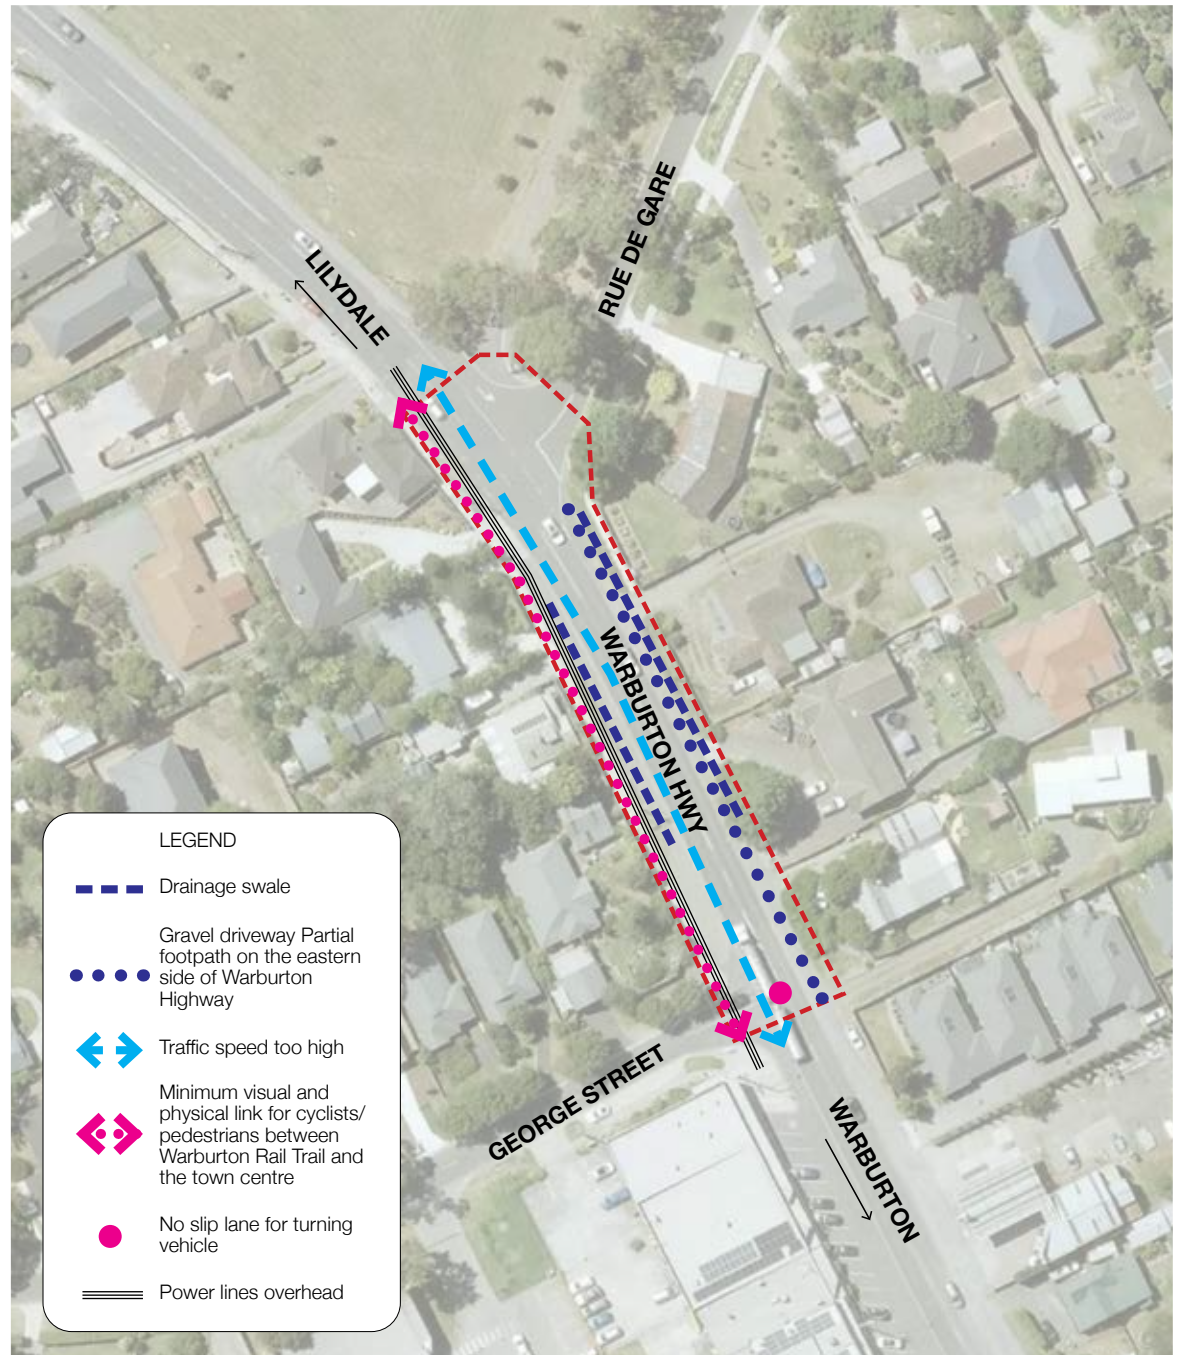 RUE DE GARE
LILYDALE
WARBURTON HWY
GEORGE STREET
WARBURTON
LEGEND
Drainage swale
Gravel driveway Partial
footpath on the eastern
side of Warburton
Highway
Traffic speed too high
Minimum visual and
physical link for cyclists/
pedestrians between
Warburton Rail Trail and
the town centre
No slip lane for turning
vehicle
Power lines overhead